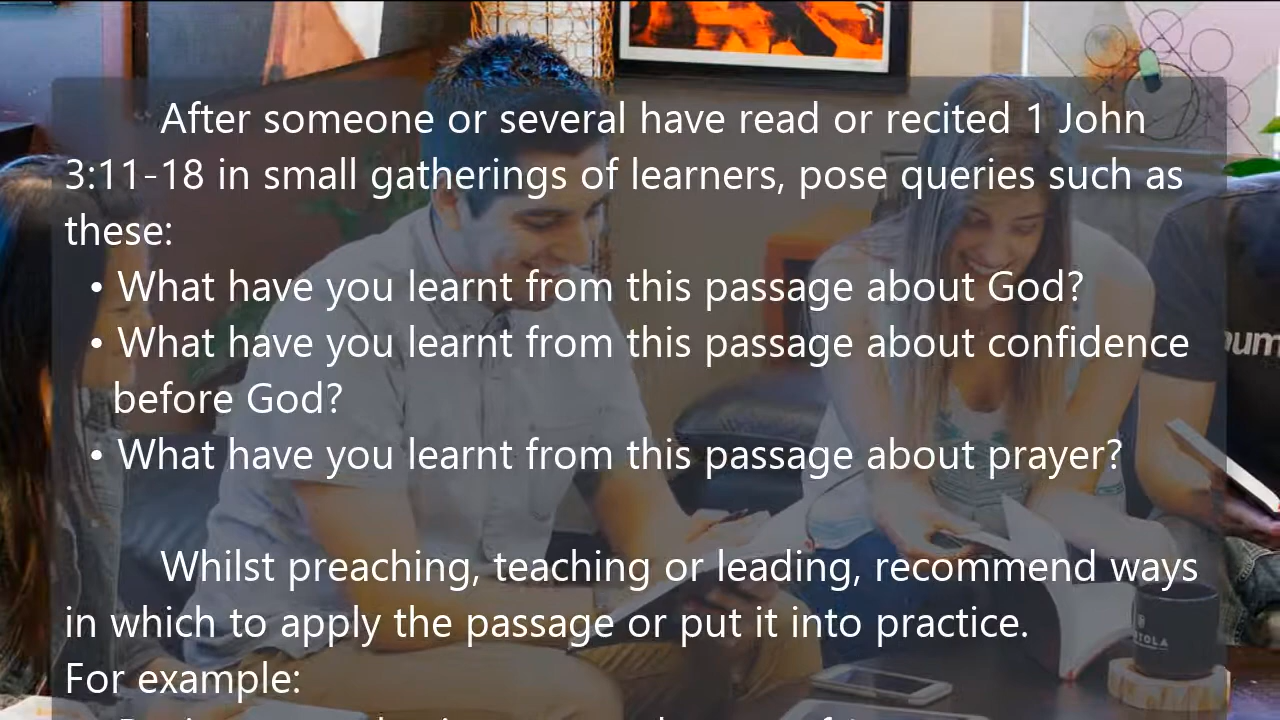 After someone or several have read or recited 1 John
3:11-18 in small gatherings of learners, pose queries such as
these:
• What have you learnt from this passage about God?
• What have you learnt from this passage about confidence
before God?
• What have you learnt from this passage about prayer?
Whilst preaching, teaching or leading, recommend ways
in which to apply the passage or put it into practice.
For example: